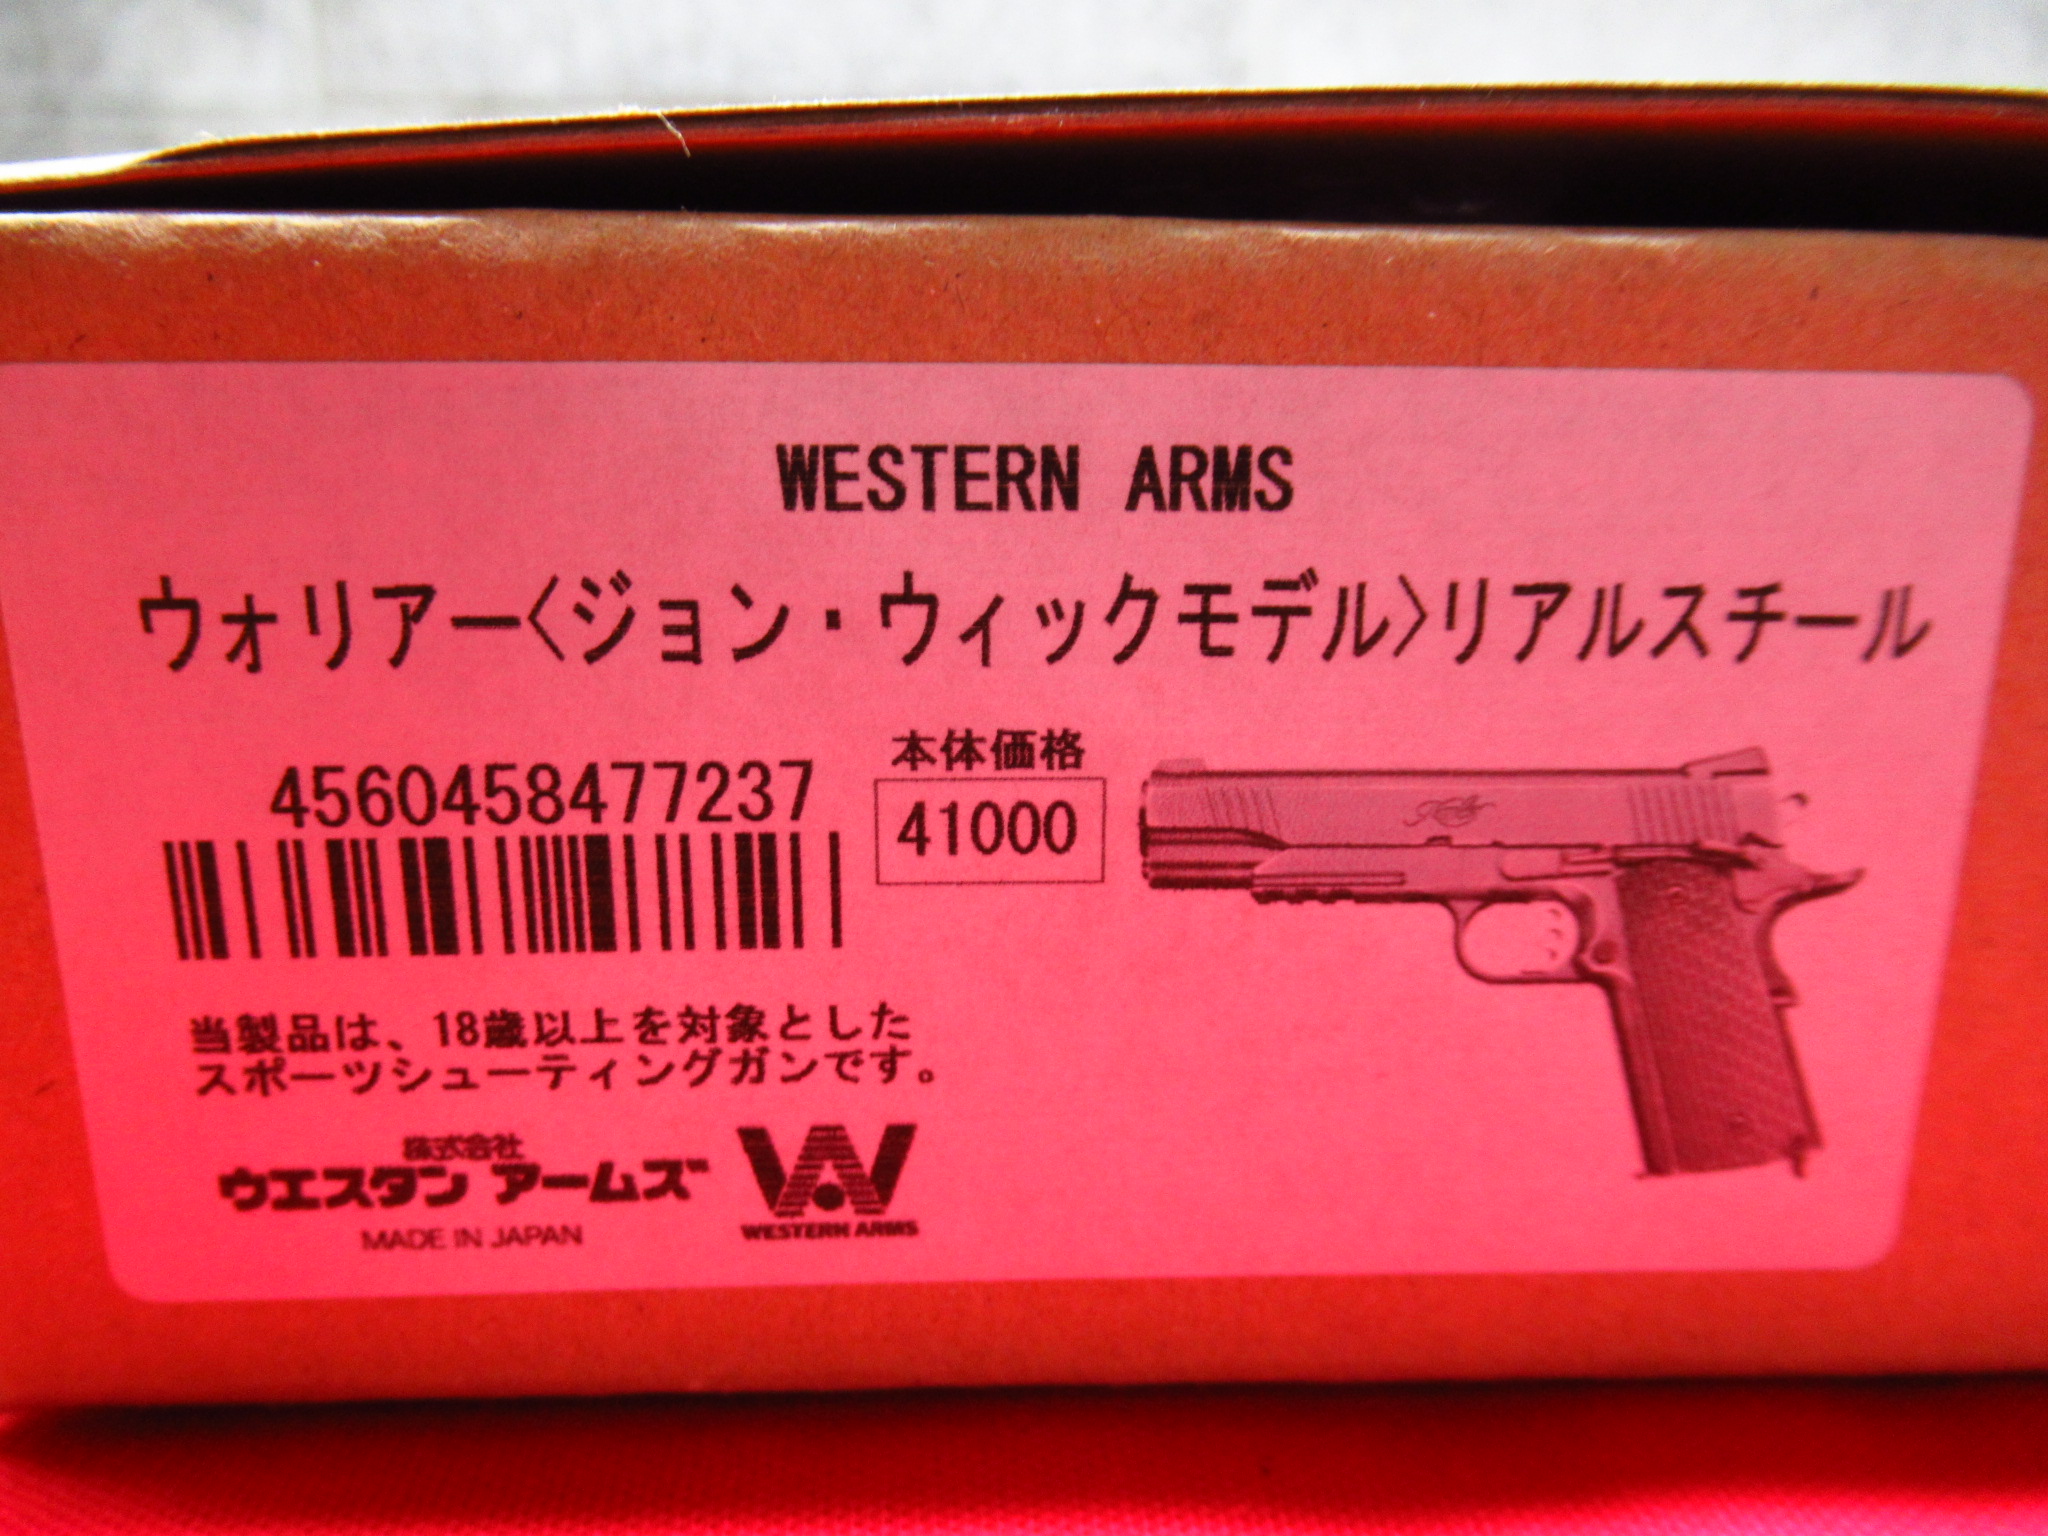 WESTERN ARMS
ウォリアー〈ジョン・ウィックモデル〉リアルスチール
4560458477237
本体価格
41000
当製品は、18歳以上を対象とした
スポーツシューティングガンです。
株式会社
ウエスタン アームズ
MADE IN JAPAN
WESTERN ARMS